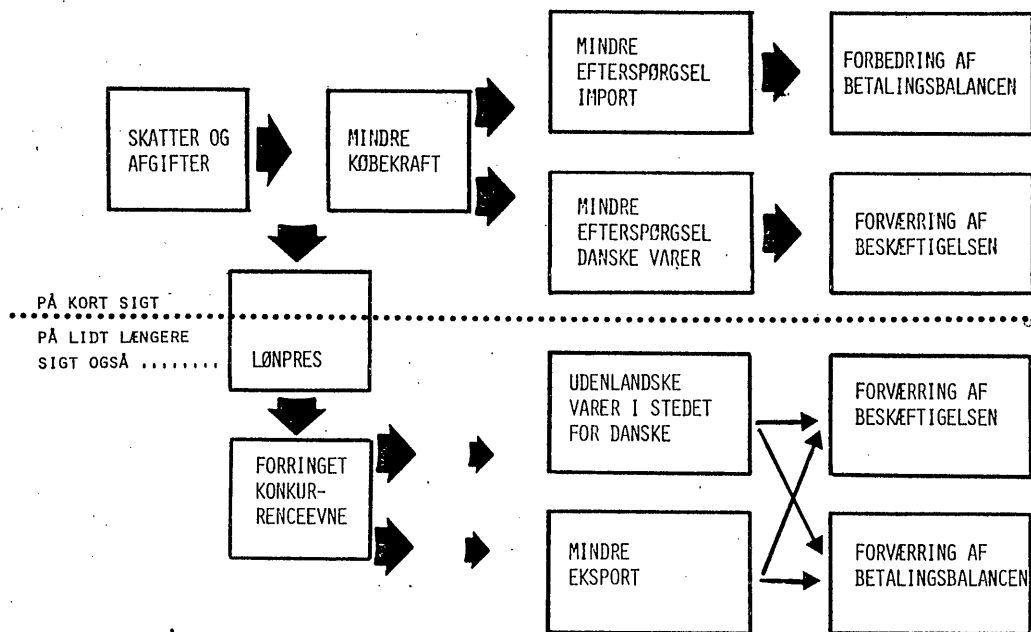 MINDRE
EFTERSPØRGSEL
IMPORT
FORBEDRING AF
BETALINGSBALANCEN
SKATTER OG
AFGIFTER
MINDRE
KØBEKRAFT
MINDRE
EFTERSPØRGSEL
DANSKE VARER
FORVÆRRING AF
BESKÆFTIGELSEN
PÅ KORT SIGT
PÅ LIDT LÆNGERE
SIGT OGSÅ ........
LØNPRES
UDENLANDSKE
VARER I STEDET
FOR DANSKE
FORVÆRRING AF
BESKÆFTIGELSEN
FORRINGET
KONKUR-
RENCEEVNE
MINDRE
EKSPORT
FORVÆRRING AF
BETALINGSBALANCEN